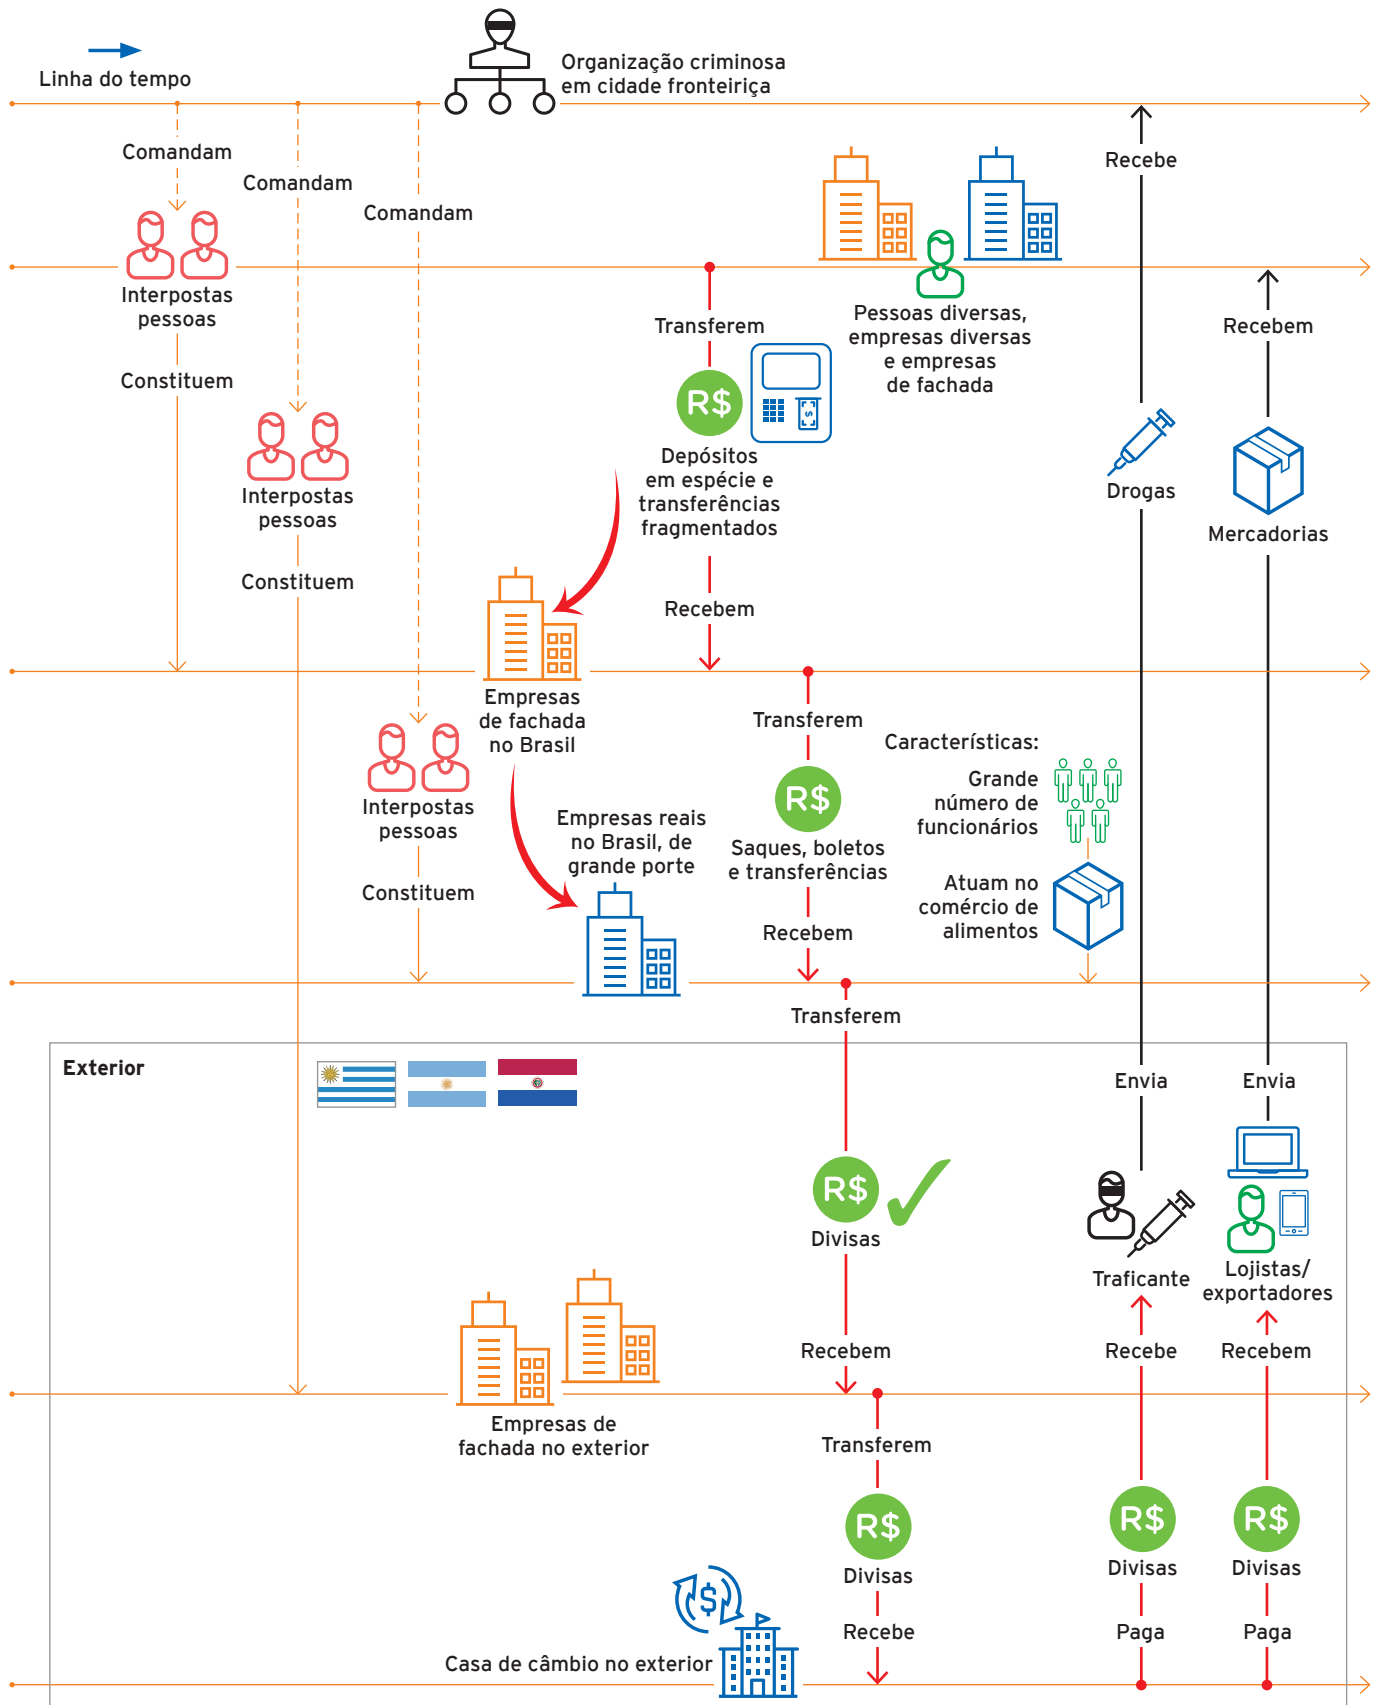 Linha do tempo
Organização criminosa
em cidade fronteiriça
Comandam
Comandam
Comandam
Recebe
Interpostas
pessoas
Pessoas diversas,
empresas diversas
e empresas
de fachada
Transferem
Recebem
Constituem
R$
Depósitos
em espécie e
transferências
fragmentados
Drogas
Mercadorias
Interpostas
pessoas
Constituem
Recebem
Empresas
de fachada
no Brasil
Transferem
Características:
Grande
número de
funcionários
R$
Interpostas
pessoas
Empresas reais
no Brasil, de
grande porte
Saques, boletos
e transferências
Constituem
Atuam no
comércio de
alimentos
Recebem
Transferem
Exterior
Envia
Envia
R$
Divisas
Traficante
Lojistas/
exportadores
Recebem
Recebe
Recebem
Empresas de
fachada no exterior
Transferem
R$
R$
R$
Divisas
Divisas
Divisas
$
Recebe
Paga
Paga
Casa de câmbio no exterior